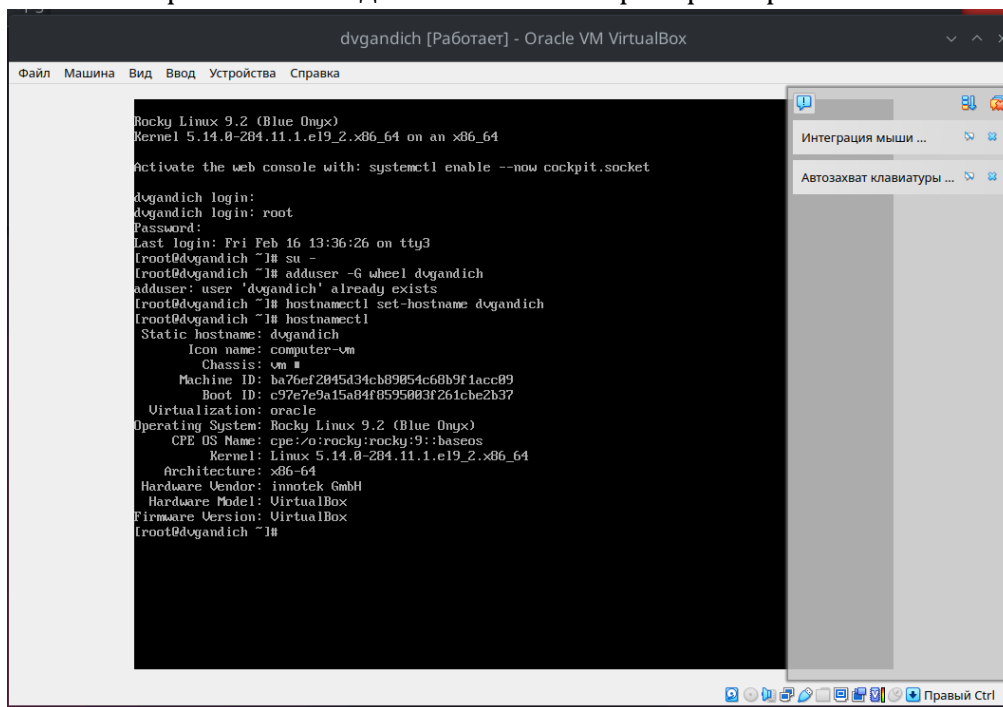 dvgandich [Работает] - Oracle VM VirtualBox
Файл Машина Вид Ввод Устройства Справка
Rocky Linux 9.2 (Blue Onyx)
Kernel 5.14.0-284.11.1.el9_2.x86_64 on an x86_64
Activate the web console with: systemctl enable --now cockpit.socket
dvgandich login:
dvgandich login: root
Password:
Last login: Fri Feb 16 13:36:26 on tty3
[root@dvgandich ~]# su -
[root@dvgandich ~]# adduser -G wheel dvgandich
adduser: user 'dvgandich' already exists
[root@dvgandich ~]# hostnamectl set-hostname dvgandich
[root@dvgandich ~]# hostnamectl
Static hostname: dvgandich
Icon name: computer-vm
Chassis: vm
Machine ID: ba76ef2045d34cb89054c68b9f1acc09
Boot ID: c97e7e9a15a84f8595003f261cbe2b37
Virtualization: oracle
Operating System: Rocky Linux 9.2 (Blue Onyx)
CPE OS Name: cpe:/o:rocky:rocky:9::baseos
Kernel: Linux 5.14.0-284.11.1.el9_2.x86_64
Architecture: x86-64
Hardware Vendor: innotek GmbH
Hardware Model: VirtualBox
Firmware Version: VirtualBox
[root@dvgandich ~]#
Интеграция мыши ...
Автозахват клавиатуры ...
Правый Ctrl